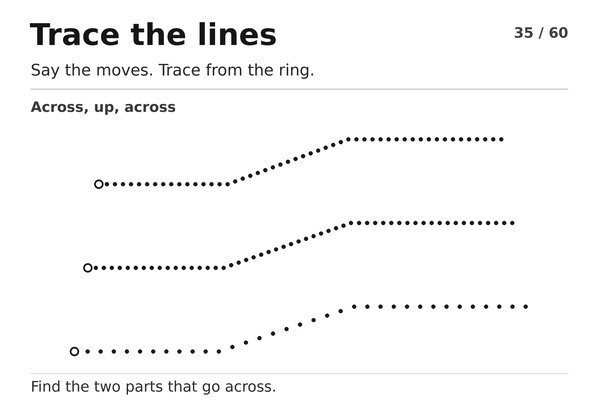 Trace the lines
35 / 60
Say the moves. Trace from the ring.
Across, up, across
Find the two parts that go across.